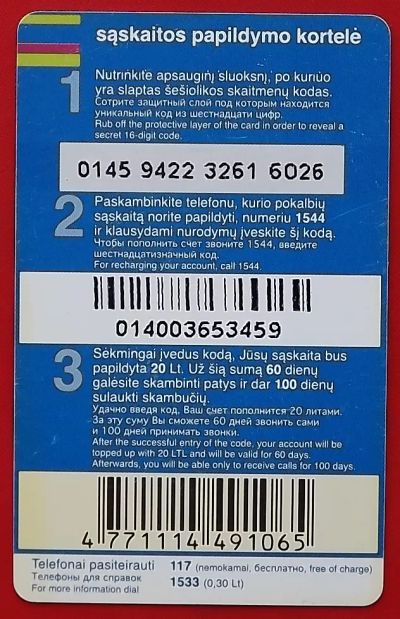 sąskaitos papildymo kortelė
1
Nutrinkite apsauginį sluoksnį, po kuriuo
yra slaptas šešiolikos skaitmenų kodas.
Сотрите защитный слой под которым находится
уникальный код из шестнадцати цифр.
Rub off the protective layer of the card in order to reveal a
secret 16-digit code.
0145 9422 3261 6026
2
Paskambinkite telefonu, kurio pokalbių
sąskaitą norite papildyti, numeriu 1544
ir klausydami nurodymų įveskite šį kodą.
Чтобы пополнить счет звоните 1544, введите
шестнадцатизначный код.
For recharging your account, call 1544.
014003653459
3
Sėkmingai įvedus kodą, Jūsų sąskaita bus
papildyta 20 Lt. Už šią sumą 60 dienų
galėsite skambinti patys ir dar 100 dienų
sulaukti skambučių.
Удачно введя код, Ваш счет пополнится 20 литами.
За эту сумму Вы сможете 60 дней звонить сами
и 100 дней принимать звонки.
After the successful entry of the code, your account will be
topped up with 20 LTL and will be valid for 60 days.
Afterwards, you will be able only to receive calls for 100 days.
4 771114 491065
Telefonai pasiteirauti 117 (nemokamai, бесплатно, free of charge)
Телефоны для справок 1533 (0,30 Lt)
For more information dial